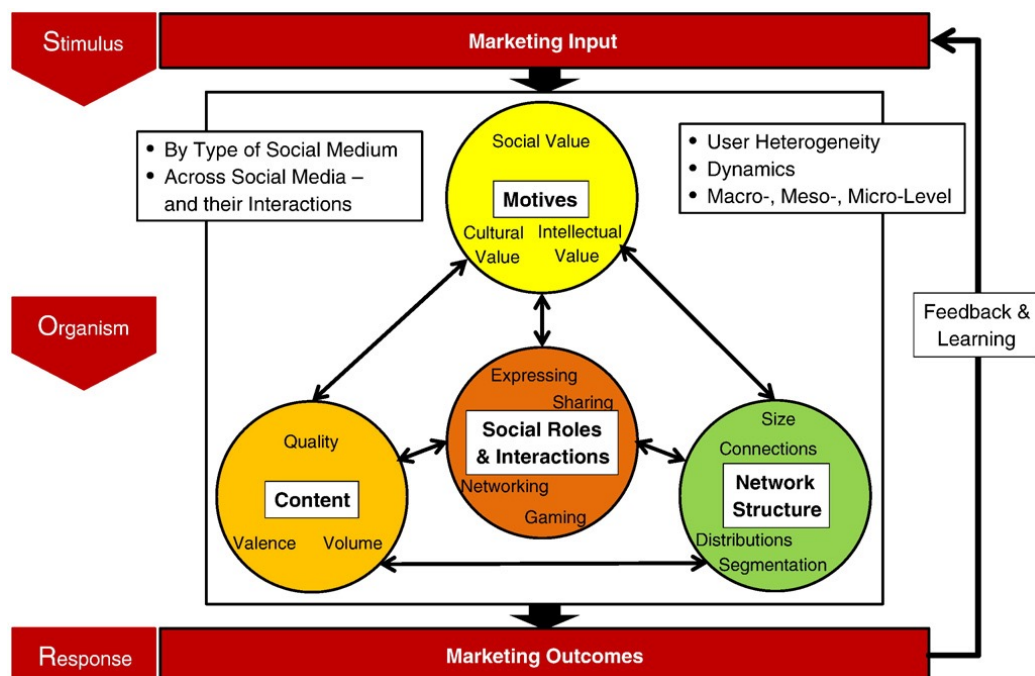 Stimulus
Marketing Input
• By Type of Social Medium
• Across Social Media –
and their Interactions
• User Heterogeneity
• Dynamics
• Macro-, Meso-, Micro-Level
Social Value
Motives
Cultural
Value
Intellectual
Value
Organism
Feedback &
Learning
Expressing
Sharing
Social Roles
& Interactions
Networking
Gaming
Quality
Content
Valence
Volume
Size
Connections
Network
Structure
Distributions
Segmentation
Response
Marketing Outcomes